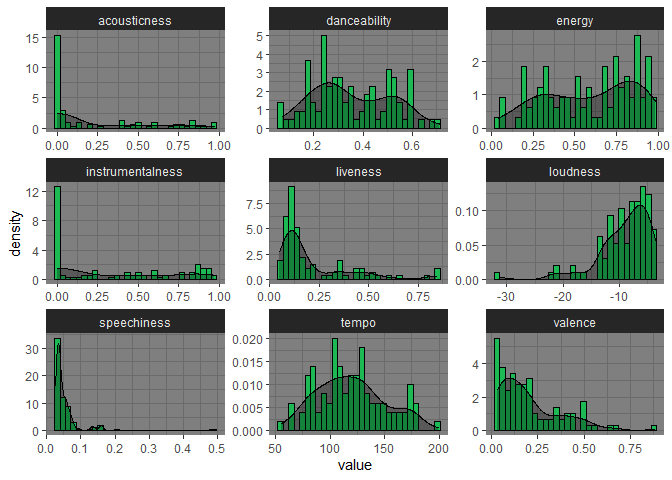 acousticness danceability energy
15
10
5
0
0.00 0.25 0.50 0.75 1.00
5
4
3
2
1
0
0.2 0.4 0.6
2
1
0
0.00 0.25 0.50 0.75 1.00
instrumentalness liveness loudness
12
8
4
0
0.00 0.25 0.50 0.75 1.00
7.5
5.0
2.5
0.0
0.00 0.25 0.50 0.75
0.10
0.05
0.00
-30 -20 -10
speechiness tempo valence
30
20
10
0
0.0 0.1 0.2 0.3 0.4 0.5
0.020
0.015
0.010
0.005
0.000
50 100 150 200
4
2
0
0.00 0.25 0.50 0.75
density
value